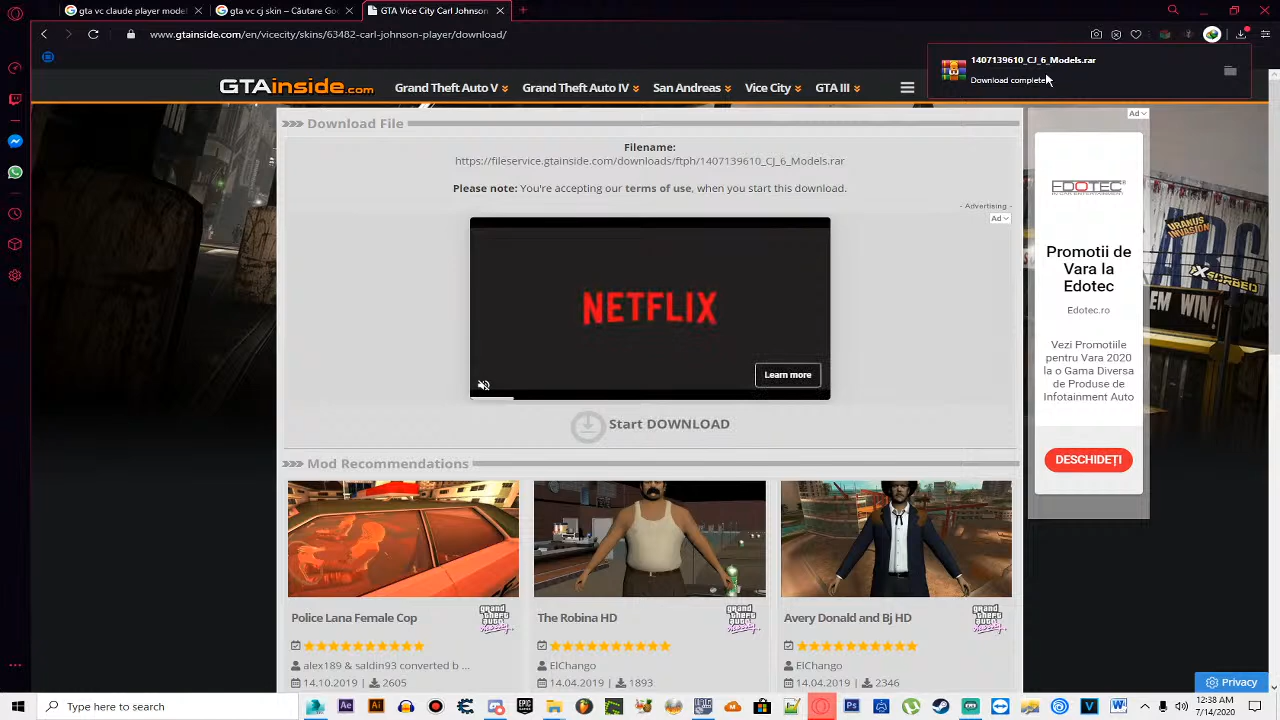 gta vc claude player model
gta vc cj skin - Căutare Goo
GTA Vice City Carl Johnson
www.gtainside.com/en/vicecity/skins/63482-carl-johnson-player/download/
1407139610_CJ_6_Models.rar
Download complete
GTAinside.com
Grand Theft Auto V
Grand Theft Auto IV
San Andreas
Vice City
GTA III
Download File
Filename:
https://fileservice.gtainside.com/downloads/ftph/1407139610_CJ_6_Models.rar
Please note: You're accepting our terms of use, when you start this download.
- Advertising -
Ad
NETFLIX
Learn more
Start DOWNLOAD
Ad
EDOTEC
Promotii de
Vara la
Edotec
Edotec.ro
Vezi Promotiile
pentru Vara 2020
la o Gama Diversa
de Produse de
Infotainment Auto
DESCHIDEȚI
URANUS
INVASION
XSORBED
EM WIN!
Mod Recommendations
Police Lana Female Cop
alex189 & saldin93 converted b ...
14.10.2019 | 2605
The Robina HD
ElChango
14.04.2019 | 1893
Avery Donald and Bj HD
ElChango
14.04.2019 | 2346
Privacy
Type here to search
12:38 AM
7/14/2020